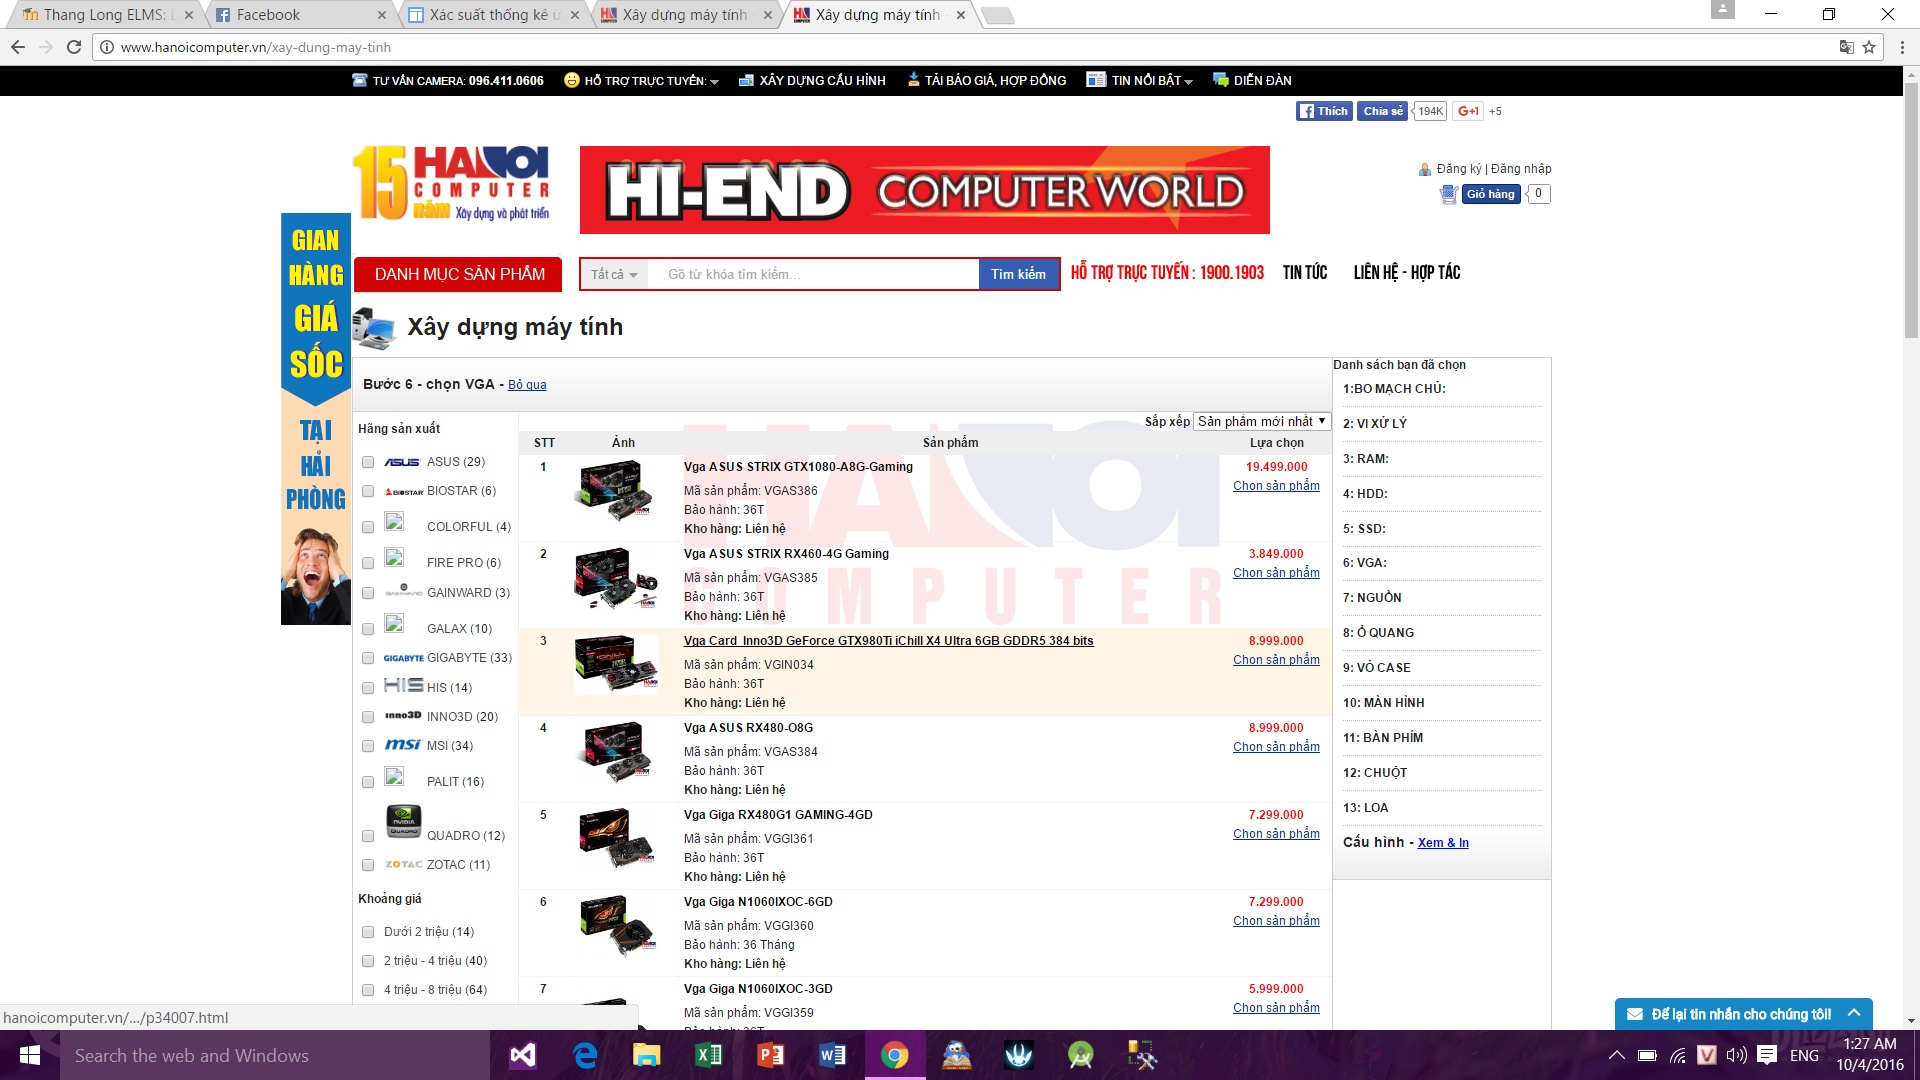 Thang Long ELMS: L
Facebook
Xác suất thống kê ứ
Xây dựng máy tính
Xây dựng máy tính
www.hanoicomputer.vn/xay-dung-may-tinh
TƯ VẤN CAMERA: 096.411.0606
HỖ TRỢ TRỰC TUYẾN:
XÂY DỰNG CẤU HÌNH
TẢI BÁO GIÁ, HỢP ĐỒNG
TIN NỔI BẬT
DIỄN ĐÀN
Thích
Chia sẻ
194K
G+1
+5
15 năm
HANOI
COMPUTER
Xây dựng và phát triển
HI-END COMPUTER WORLD
Đăng ký | Đăng nhập
Giỏ hàng
0
GIAN
HÀNG
GIÁ
SỐC
TẠI
HẢI
PHÒNG
DANH MỤC SẢN PHẨM
Tất cả
Gõ từ khóa tìm kiếm...
Tìm kiếm
HỖ TRỢ TRỰC TUYẾN : 1900.1903
TIN TỨC
LIÊN HỆ - HỢP TÁC
Xây dựng máy tính
Bước 6 - chọn VGA - Bỏ qua
Hãng sản xuất
ASUS ASUS (29)
BIOSTAR BIOSTAR (6)
COLORFUL (4)
FIRE PRO (6)
GAINWARD GAINWARD (3)
GALAX (10)
GIGABYTE GIGABYTE (33)
HIS HIS (14)
inno3D INNO3D (20)
msi MSI (34)
PALIT (16)
NVIDIA QUADRO QUADRO (12)
ZOTAC ZOTAC (11)
Khoảng giá
Dưới 2 triệu (14)
2 triệu - 4 triệu (40)
4 triệu - 8 triệu (64)
Sắp xếp Sản phẩm mới nhất
STT Ảnh Sản phẩm Lựa chọn
HANOI
COMPUTER
1
Vga ASUS STRIX GTX1080-A8G-Gaming
Mã sản phẩm: VGAS386
Bảo hành: 36T
Kho hàng: Liên hệ
19.499.000
Chọn sản phẩm
2
Vga ASUS STRIX RX460-4G Gaming
Mã sản phẩm: VGAS385
Bảo hành: 36T
Kho hàng: Liên hệ
3.849.000
Chọn sản phẩm
3
Vga Card Inno3D GeForce GTX980Ti iChill X4 Ultra 6GB GDDR5 384 bits
Mã sản phẩm: VGIN034
Bảo hành: 36T
Kho hàng: Liên hệ
8.999.000
Chọn sản phẩm
4
Vga ASUS RX480-O8G
Mã sản phẩm: VGAS384
Bảo hành: 36T
Kho hàng: Liên hệ
8.999.000
Chọn sản phẩm
5
Vga Giga RX480G1 GAMING-4GD
Mã sản phẩm: VGGI361
Bảo hành: 36T
Kho hàng: Liên hệ
7.299.000
Chọn sản phẩm
6
Vga Giga N1060IXOC-6GD
Mã sản phẩm: VGGI360
Bảo hành: 36 Tháng
Kho hàng: Liên hệ
7.299.000
Chọn sản phẩm
7
Vga Giga N1060IXOC-3GD
Mã sản phẩm: VGGI359
Bảo hành: 36T
5.999.000
Chọn sản phẩm
Danh sách bạn đã chọn
1:BO MẠCH CHỦ:
2: VI XỬ LÝ
3: RAM:
4: HDD:
5: SSD:
6: VGA:
7: NGUỒN
8: Ổ QUANG
9: VỎ CASE
10: MÀN HÌNH
11: BÀN PHÍM
12: CHUỘT
13: LOA
Cấu hình - Xem & In
Để lại tin nhắn cho chúng tôi!
hanoicomputer.vn/.../p34007.html
Search the web and Windows
ENG
1:27 AM
10/4/2016